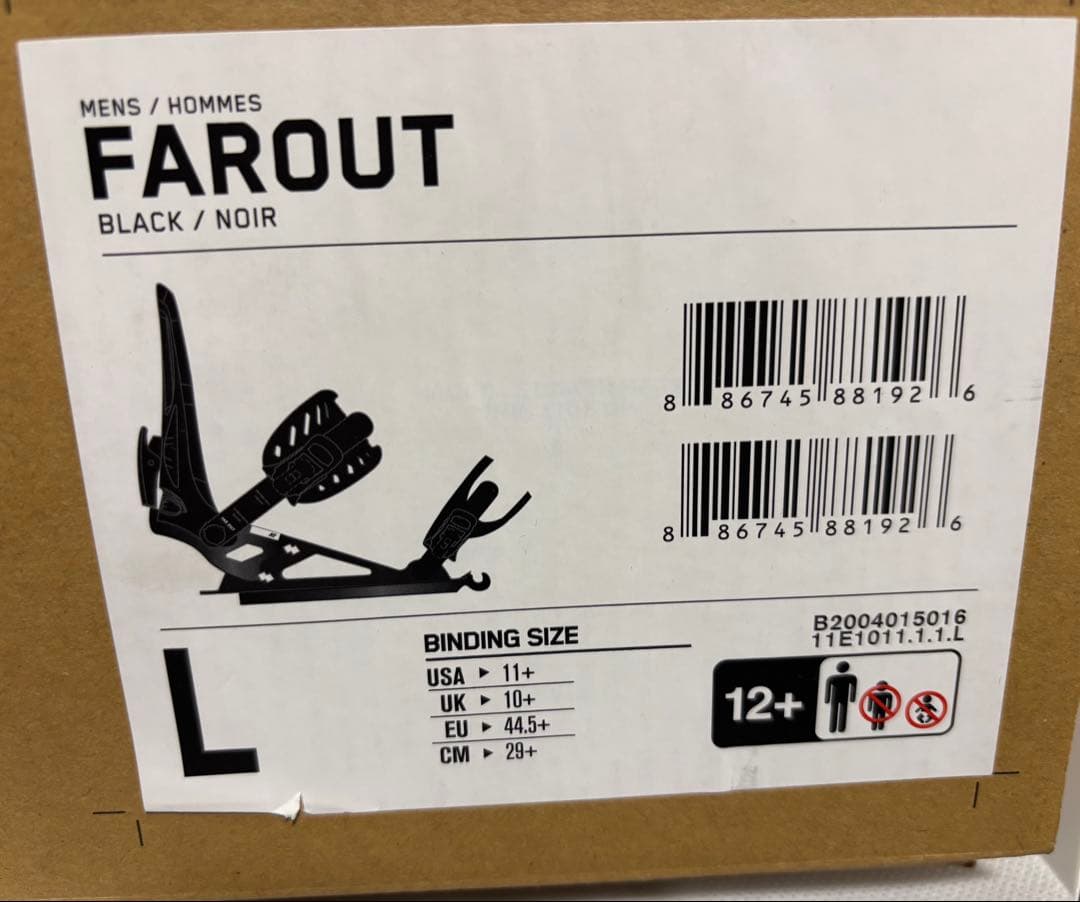 MENS / HOMMES
FAROUT
BLACK / NOIR
8 86745 88192 6
8 86745 88192 6
L
BINDING SIZE
USA ▶ 11+
UK ▶ 10+
EU ▶ 44.5+
CM ▶ 29+
B2004015016
11E1011.1.1.L
12+